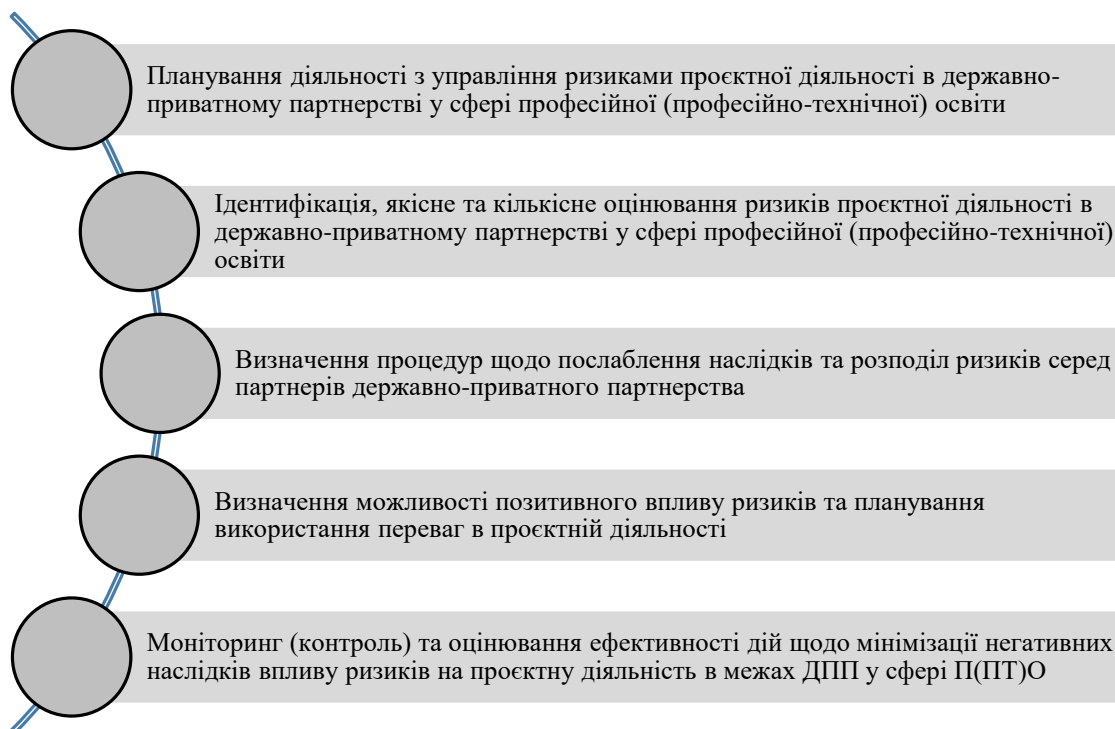 Планування діяльності з управління ризиками проєктної діяльності в державно-
приватному партнерстві у сфері професійної (професійно-технічної) освіти
Ідентифікація, якісне та кількісне оцінювання ризиків проєктної діяльності в
державно-приватному партнерстві у сфері професійної (професійно-технічної)
освіти
Визначення процедур щодо послаблення наслідків та розподіл ризиків серед
партнерів державно-приватного партнерства
Визначення можливості позитивного впливу ризиків та планування
використання переваг в проєктній діяльності
Моніторинг (контроль) та оцінювання ефективності дій щодо мінімізації негативних
наслідків впливу ризиків на проєктну діяльність в межах ДПП у сфері П(ПТ)О